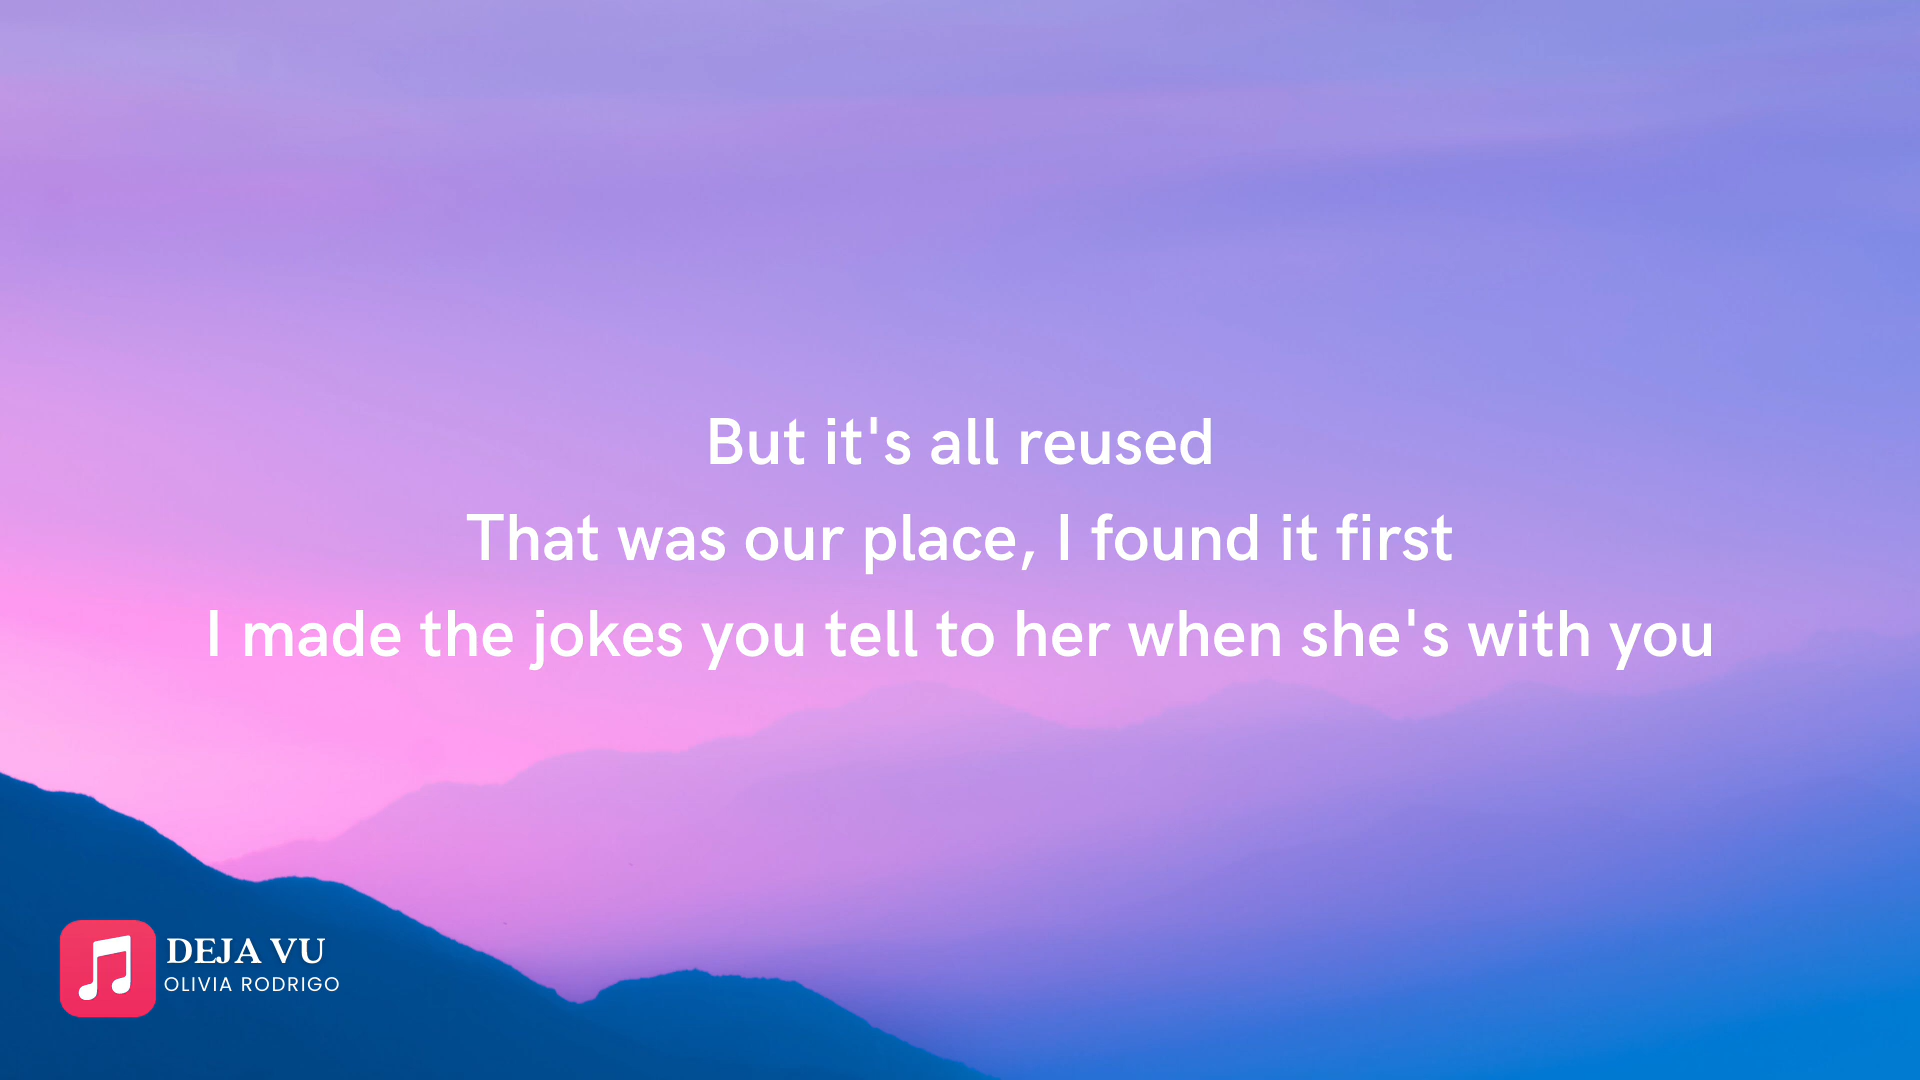 But it's all reused
That was our place, I found it first
I made the jokes you tell to her when she's with you
DEJA VU
OLIVIA RODRIGO